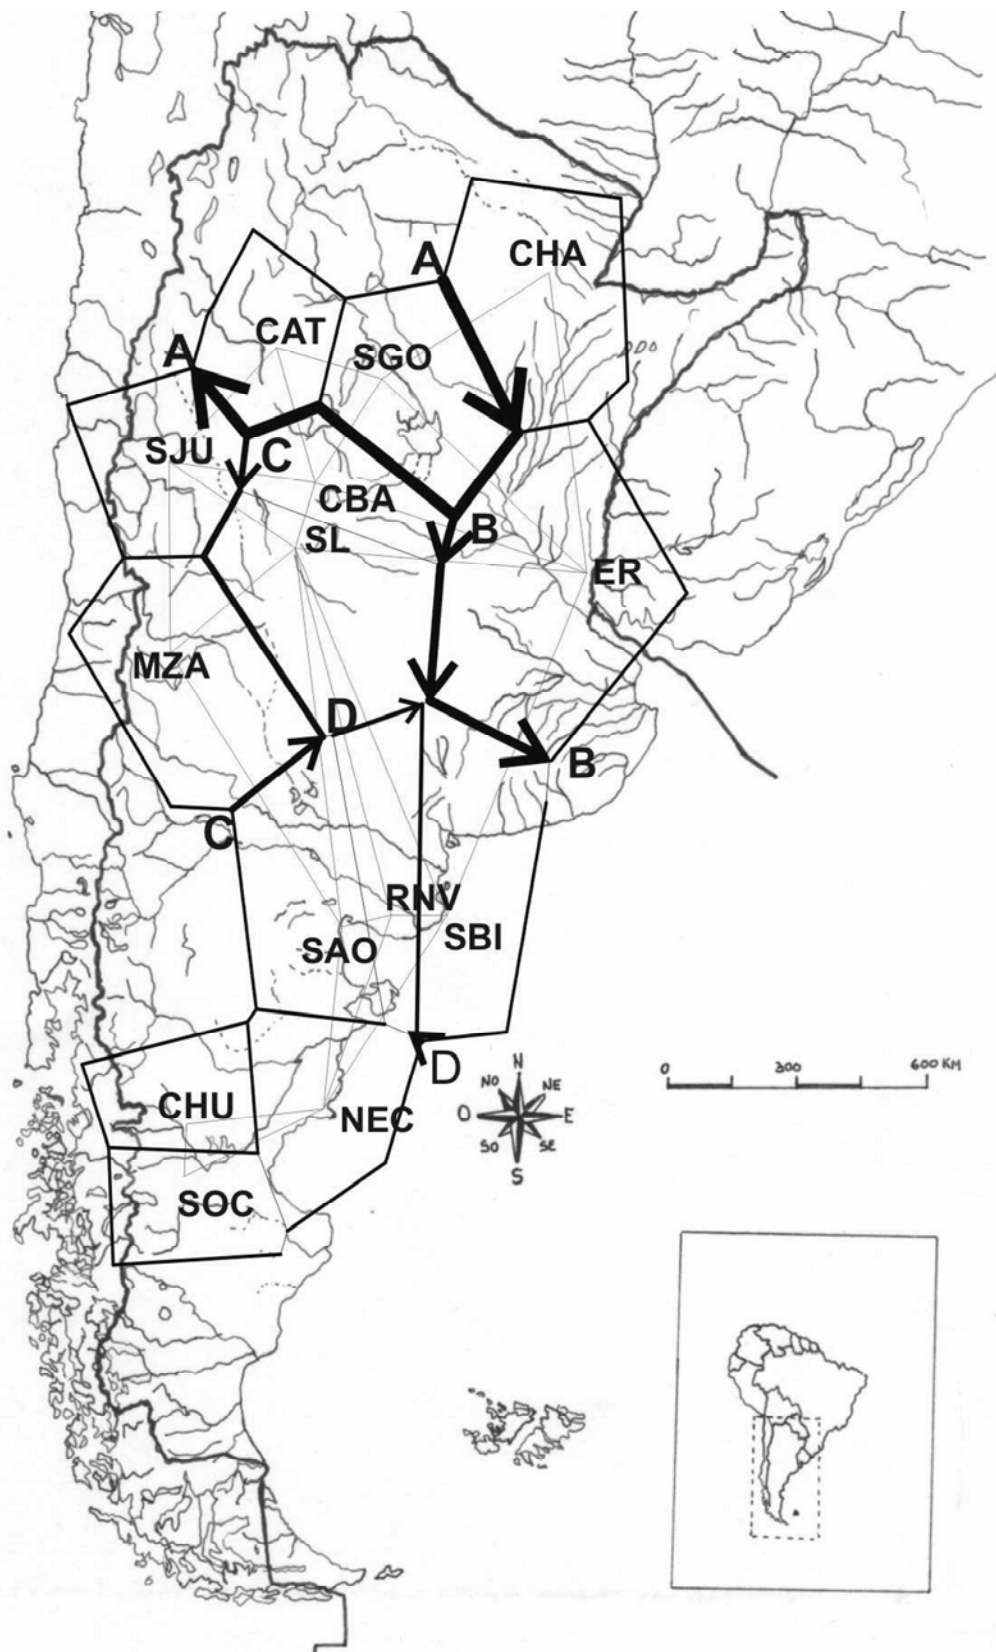 CHA
A
CAT
SGO
A
SJU
C
CBA
B
SL
ER
MZA
D
B
C
RNV
SBI
SAO
D
N
NO NE
O E
SO SE
S
0 300 600 KM
CHU
NEC
SOC